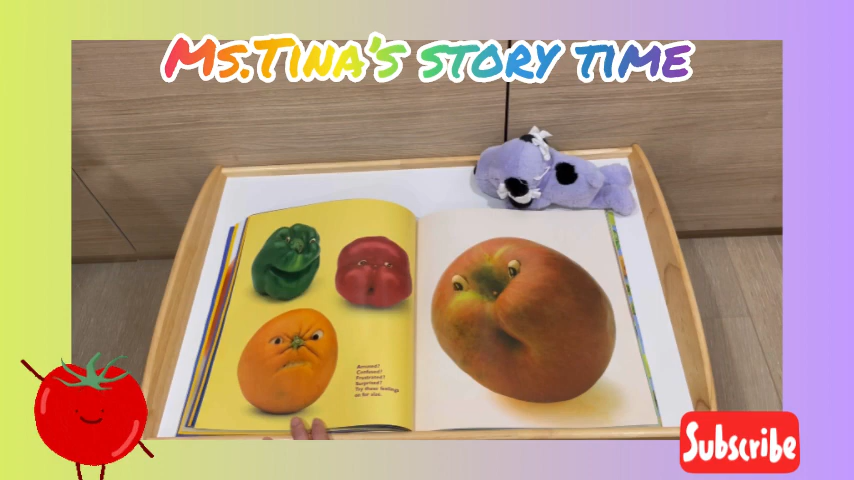 Ms.Tina's story time
Amused?
Confused?
Frustrated?
Surprised?
Try these feelings
on for size.
Subscribe